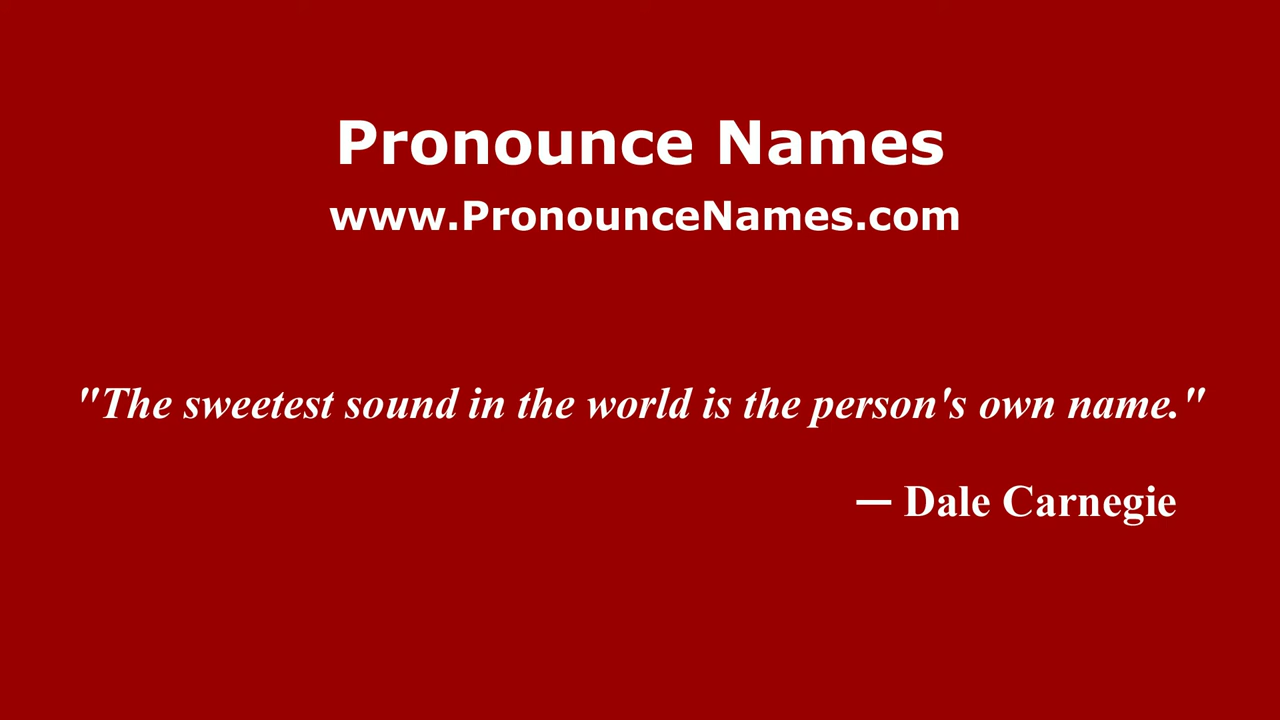 Pronounce Names
www.PronounceNames.com
"The sweetest sound in the world is the person's own name."
— Dale Carnegie